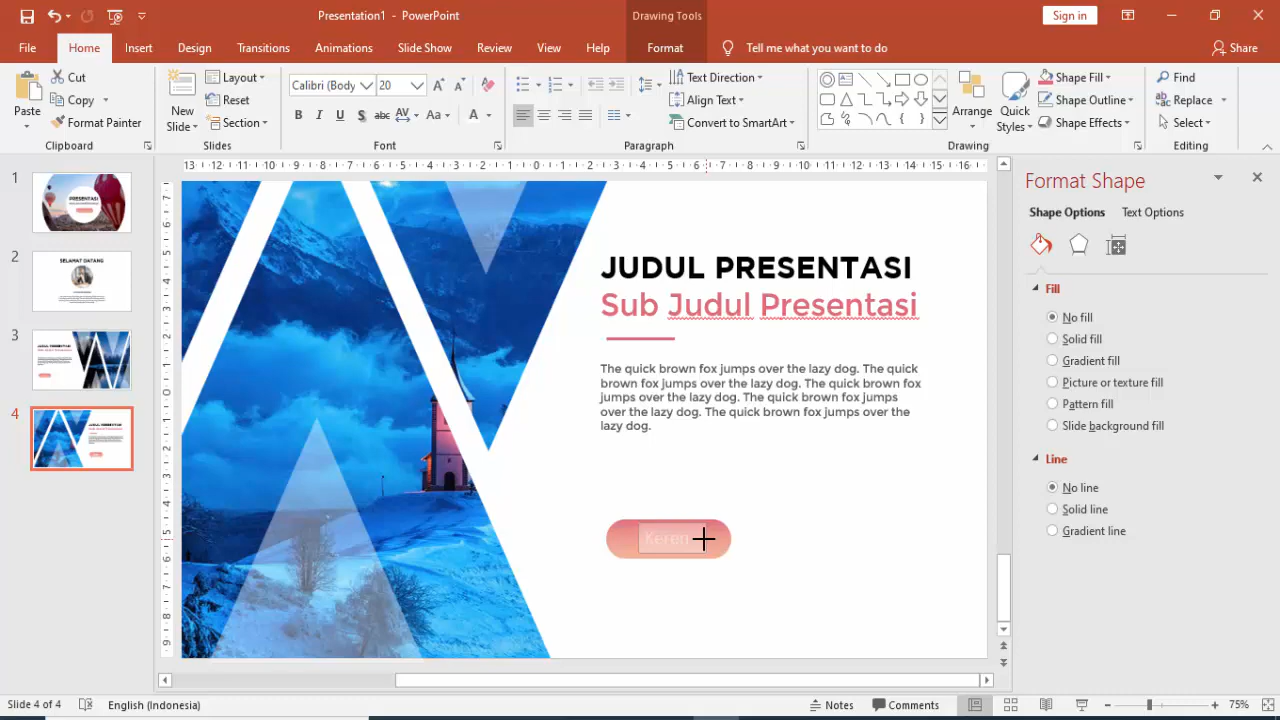 Presentation1 - PowerPoint
Drawing Tools
Sign in
File
Home
Insert
Design
Transitions
Animations
Slide Show
Review
View
Help
Format
Tell me what you want to do
Share
Paste
Cut
Copy
Format Painter
Clipboard
New Slide
Layout
Reset
Section
Slides
Calibri (Body
20
Font
Text Direction
Align Text
Convert to SmartArt
Paragraph
Arrange
Quick Styles
Shape Fill
Shape Outline
Shape Effects
Drawing
Find
Replace
Select
Editing
1
2
SELAMAT DATANG
3
4
JUDUL PRESENTASI
Sub Judul Presentasi
The quick brown fox jumps over the lazy dog. The quick
brown fox jumps over the lazy dog. The quick brown fox
jumps over the lazy dog. The quick brown fox jumps
over the lazy dog. The quick brown fox jumps over the
lazy dog.
Keren
Format Shape
Shape Options
Text Options
Fill
No fill
Solid fill
Gradient fill
Picture or texture fill
Pattern fill
Slide background fill
Line
No line
Solid line
Gradient line
Slide 4 of 4
English (Indonesia)
Notes
Comments
75%